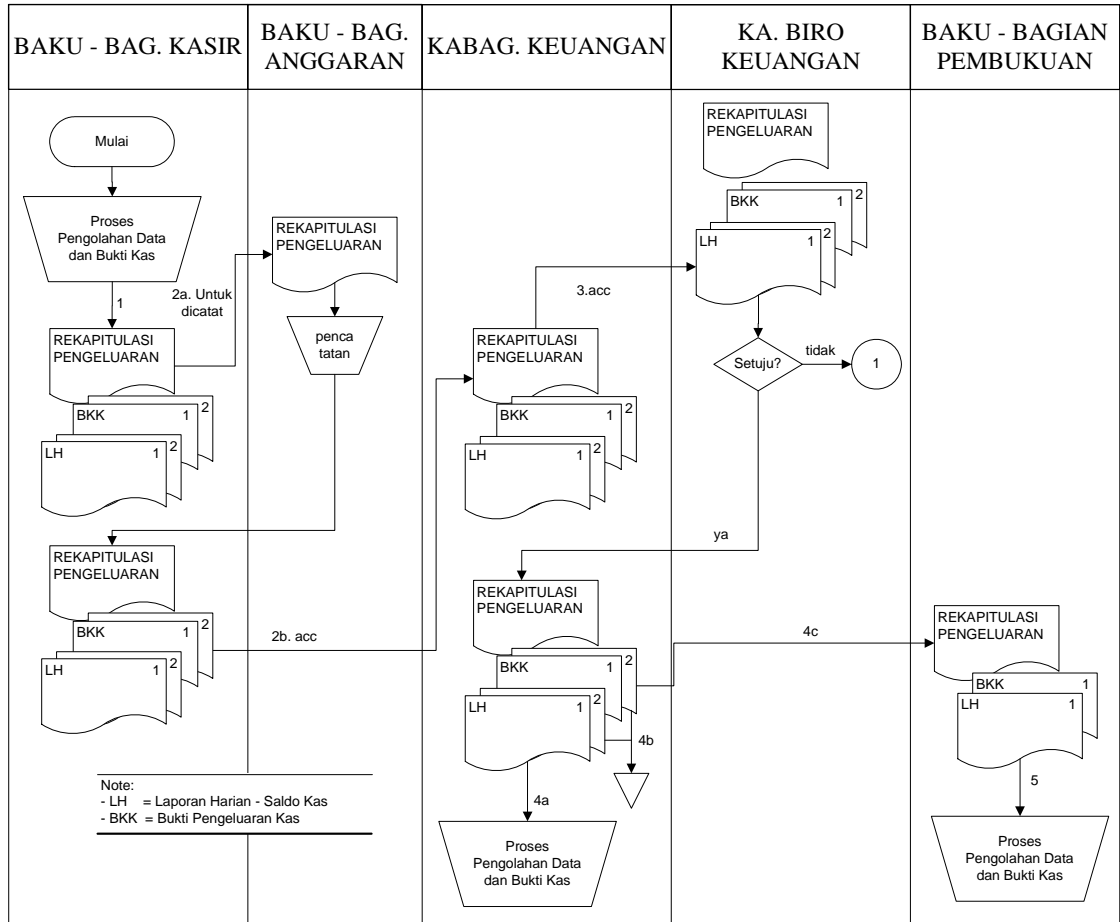 BAKU - BAG. KASIR
BAKU - BAG.
ANGGARAN
KABAG. KEUANGAN
KA. BIRO
KEUANGAN
BAKU - BAGIAN
PEMBUKUAN
Mulai
Proses
Pengolahan Data
dan Bukti Kas
1
2a. Untuk
dicatat
REKAPITULASI
PENGELUARAN
BKK 1 2
LH 1 2
REKAPITULASI
PENGELUARAN
BKK 1 2
LH 1 2
Note:
- LH = Laporan Harian - Saldo Kas
- BKK = Bukti Pengeluaran Kas
REKAPITULASI
PENGELUARAN
penca
tatan
2b. acc
REKAPITULASI
PENGELUARAN
BKK 1 2
LH 1 2
3.acc
REKAPITULASI
PENGELUARAN
BKK 1 2
LH 1 2
Setuju?
tidak
1
ya
REKAPITULASI
PENGELUARAN
BKK 1 2
LH 1 2
4a
4b
4c
Proses
Pengolahan Data
dan Bukti Kas
REKAPITULASI
PENGELUARAN
BKK 1
LH 1
5
Proses
Pengolahan Data
dan Bukti Kas